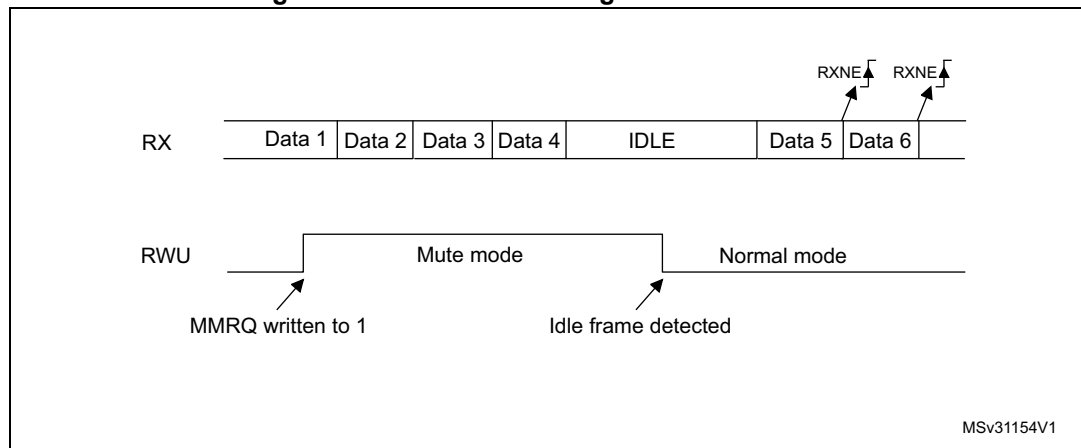 RXNE RXNE
RX Data 1 Data 2 Data 3 Data 4 IDLE Data 5 Data 6
RWU Mute mode Normal mode
MMRQ written to 1 Idle frame detected
MSv31154V1